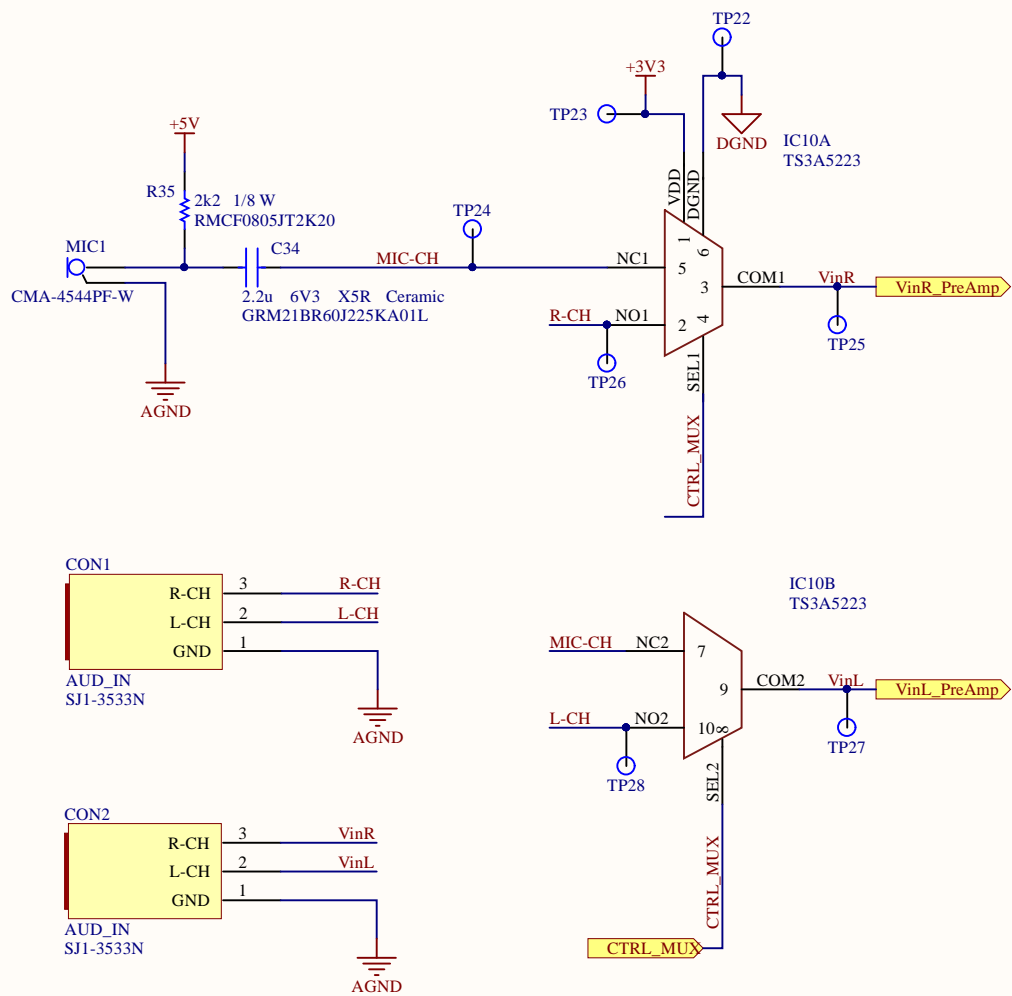 TP22
+3V3
TP23
DGND
IC10A
TS3A5223
+5V
VDD
DGND
R35
2k2 1/8 W
RMCF0805JT2K20
TP24
MIC1
C34
MIC-CH
NC1
1
6
5
COM1
VinR
VinR_PreAmp
3
CMA-4544PF-W
2.2u 6V3 X5R Ceramic
GRM21BR60J225KA01L
R-CH
NO1
2
4
TP25
TP26
SEL1
AGND
CTRL_MUX
CON1
R-CH
3
R-CH
L-CH
2
L-CH
GND
1
AUD_IN
SJ1-3533N
AGND
IC10B
TS3A5223
MIC-CH
NC2
7
COM2
VinL
VinL_PreAmp
9
L-CH
NO2
10
8
TP27
TP28
SEL2
CTRL_MUX
CTRL_MUX
CON2
R-CH
3
VinR
L-CH
2
VinL
GND
1
AUD_IN
SJ1-3533N
AGND